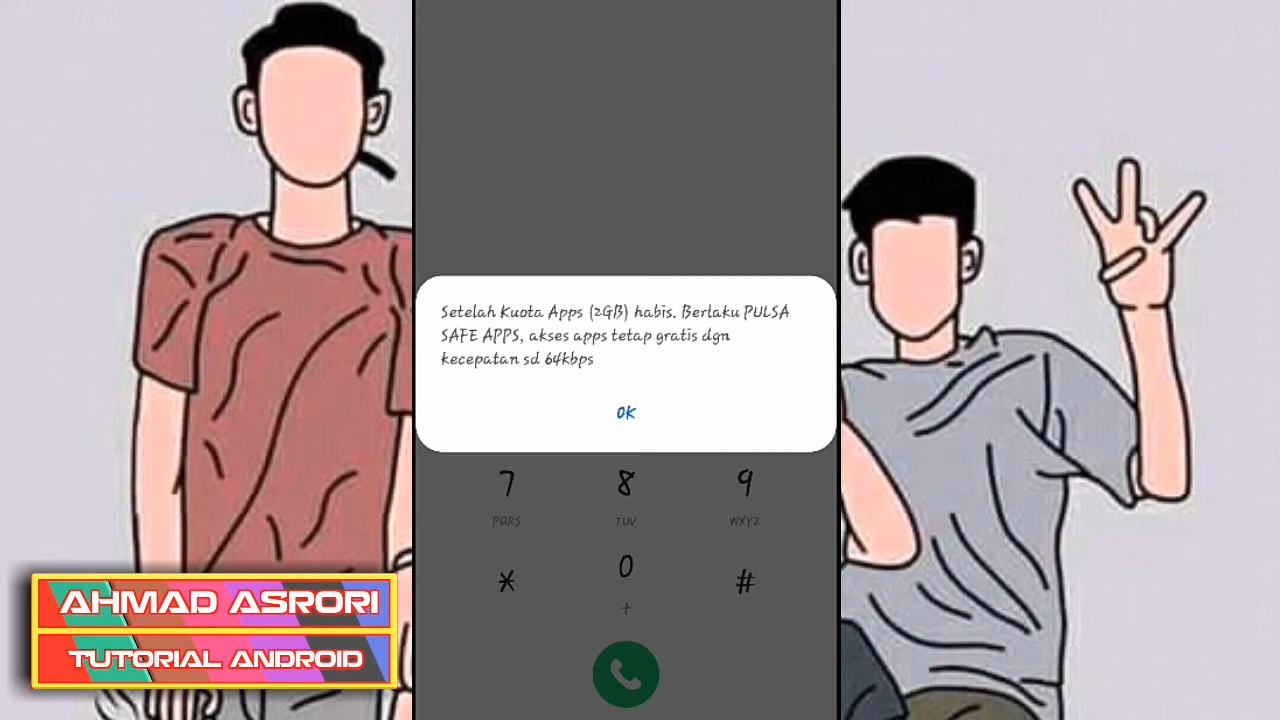 Setelah Kuota Apps (2GB) habis. Berlaku PULSA
SAFE APPS, akses apps tetap gratis dgn
kecepatan sd 64kbps
OK
7 8 9
PQRS TUV WXYZ
* 0 #
+
AHMAD ASRORI
TUTORIAL ANDROID